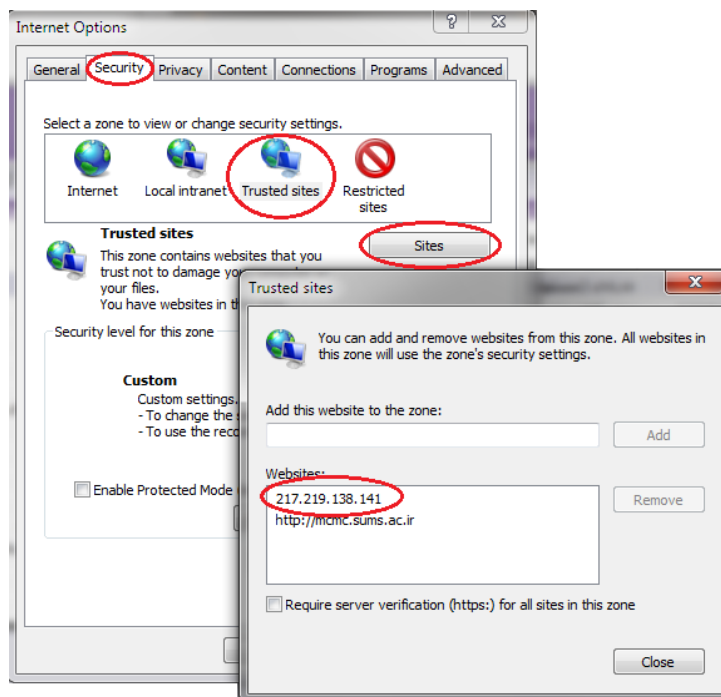 Internet Options
General Security Privacy Content Connections Programs Advanced
Select a zone to view or change security settings.
Internet Local intranet Trusted sites Restricted
sites
Trusted sites
Sites
This zone contains websites that you
trust not to damage
your files.
You have websites in
Security level for this zone
Custom
Custom settings.
- To change the
- To use the
Enable Protected Mode
Trusted sites
You can add and remove websites from this zone. All websites in
this zone will use the zone's security settings.
Add this website to the zone:
Add
Websites:
217.219.138.141
Remove
http://mcmc.sums.ac.ir
Require server verification (https:) for all sites in this zone
Close